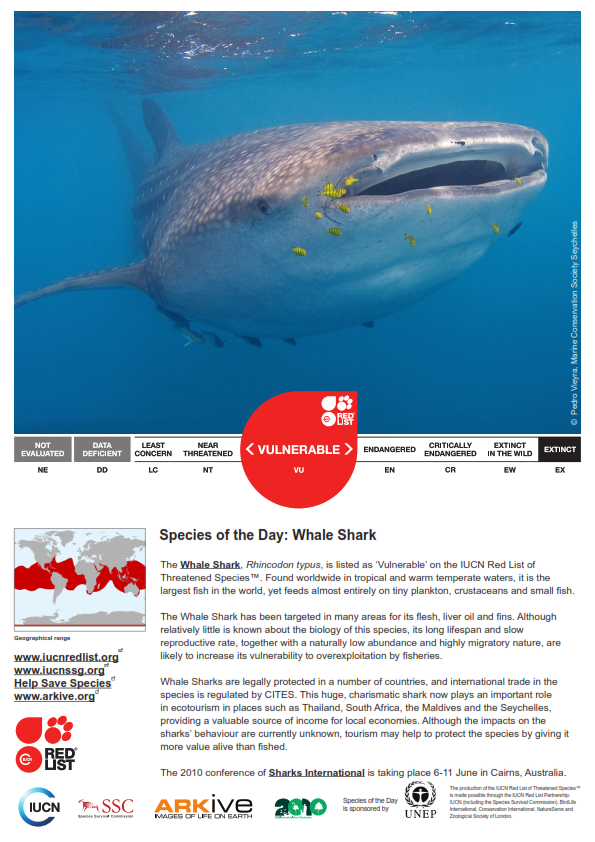 © Pedro Vieyra, Marine Conservation Society Seychelles
RED
LIST
NOT
EVALUATED
DATA
DEFICIENT
LEAST
CONCERN
NEAR
THREATENED
< VULNERABLE >
ENDANGERED
CRITICALLY
ENDANGERED
EXTINCT
IN THE WILD
EXTINCT
NE
DD
LC
NT
VU
EN
CR
EW
EX
Species of the Day: Whale Shark
The Whale Shark, Rhincodon typus, is listed as ‘Vulnerable’ on the IUCN Red List of
Threatened Species™. Found worldwide in tropical and warm temperate waters, it is the
largest fish in the world, yet feeds almost entirely on tiny plankton, crustaceans and small fish.
The Whale Shark has been targeted in many areas for its flesh, liver oil and fins. Although
relatively little is known about the biology of this species, its long lifespan and slow
reproductive rate, together with a naturally low abundance and highly migratory nature, are
likely to increase its vulnerability to overexploitation by fisheries.
Whale Sharks are legally protected in a number of countries, and international trade in the
species is regulated by CITES. This huge, charismatic shark now plays an important role
in ecotourism in places such as Thailand, South Africa, the Maldives and the Seychelles,
providing a valuable source of income for local economies. Although the impacts on the
sharks’ behaviour are currently unknown, tourism may help to protect the species by giving it
more value alive than fished.
The 2010 conference of Sharks International is taking place 6-11 June in Cairns, Australia.
Geographical range
www.iucnredlist.org
www.iucnssg.org
Help Save Species
www.arkive.org
IUCN
RED
LIST
IUCN
SSC
Species Survival Commission
ARKive
IMAGES OF LIFE ON EARTH
2010
Species of the Day
is sponsored by
UNEP
The production of the IUCN Red List of Threatened Species™
is made possible through the IUCN Red List Partnership:
IUCN (including the Species Survival Commission), BirdLife
International, Conservation International, NatureServe and
Zoological Society of London.